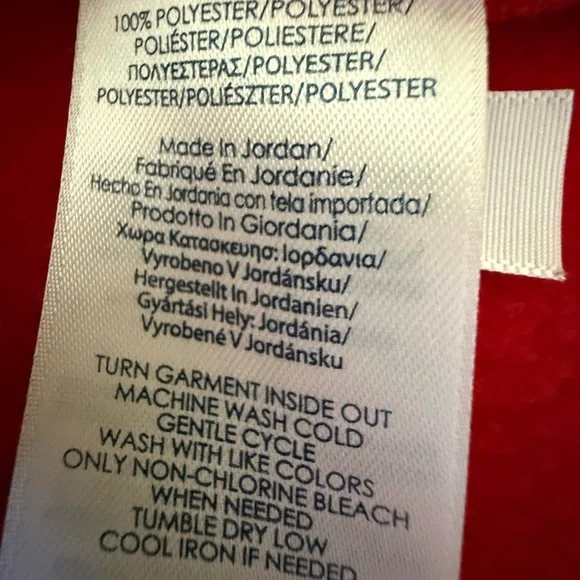 100% POLYESTER/POLYESTER/
POLIÉSTER/POLIESTERE/
ΠΟΛΥΕΣΤΕΡΑΣ/POLYESTER/
POLYESTER/POLIÉSZTER/POLYESTER
Made In Jordan/
Fabriqué En Jordanie/
Hecho En Jordania con tela importada/
Prodotto In Giordania/
Χωρα Κατασκευησ: Ιορδανια/
Vyrobeno V Jordánsku/
Hergestellt In Jordanien/
Gyártási Hely: Jordánia/
Vyrobené V Jordánsku
TURN GARMENT INSIDE OUT
MACHINE WASH COLD
GENTLE CYCLE
WASH WITH LIKE COLORS
ONLY NON-CHLORINE BLEACH
WHEN NEEDED
TUMBLE DRY LOW
COOL IRON IF NEEDED